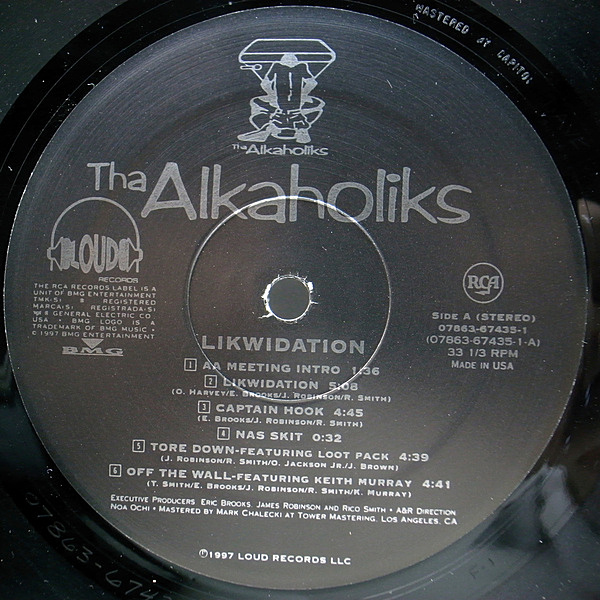 MASTERED BY CAPITOL
Tha Alkaholiks
Tha Alkaholiks
LOUD
RECORDS
THE RCA RECORDS LABEL IS A
UNIT OF BMG ENTERTAINMENT
TMK(S) ® REGISTERED
MARCA(S) REGISTRADA(S)
® GENERAL ELECTRIC CO.
USA • BMG LOGO IS A
TRADEMARK OF BMG MUSIC •
©1997 BMG ENTERTAINMENT
BMG
RCA
SIDE A (STEREO)
07863-67435-1
(07863-67435-1-A)
33 1/3 RPM
MADE IN USA
LIKWIDATION
1 AA MEETING INTRO 1:36
2 LIKWIDATION 5:08
(O. HARVEY/E. BROOKS/J. ROBINSON/R. SMITH)
3 CAPTAIN HOOK 4:45
(E. BROOKS/J. ROBINSON/R. SMITH)
4 NAS SKIT 0:32
5 TORE DOWN-FEATURING LOOT PACK 4:39
(J. ROBINSON/R. SMITH/O. JACKSON JR./J. BROWN)
6 OFF THE WALL-FEATURING KEITH MURRAY 4:41
(T. SMITH/E. BROOKS/J. ROBINSON/R. SMITH/K. MURRAY)
EXECUTIVE PRODUCERS: ERIC BROOKS, JAMES ROBINSON AND RICO SMITH • A&R DIRECTION
NOA OCHI • MASTERED BY MARK CHALECKI AT TOWER MASTERING, LOS ANGELES, CA
℗1997 LOUD RECORDS LLC
07863-6743